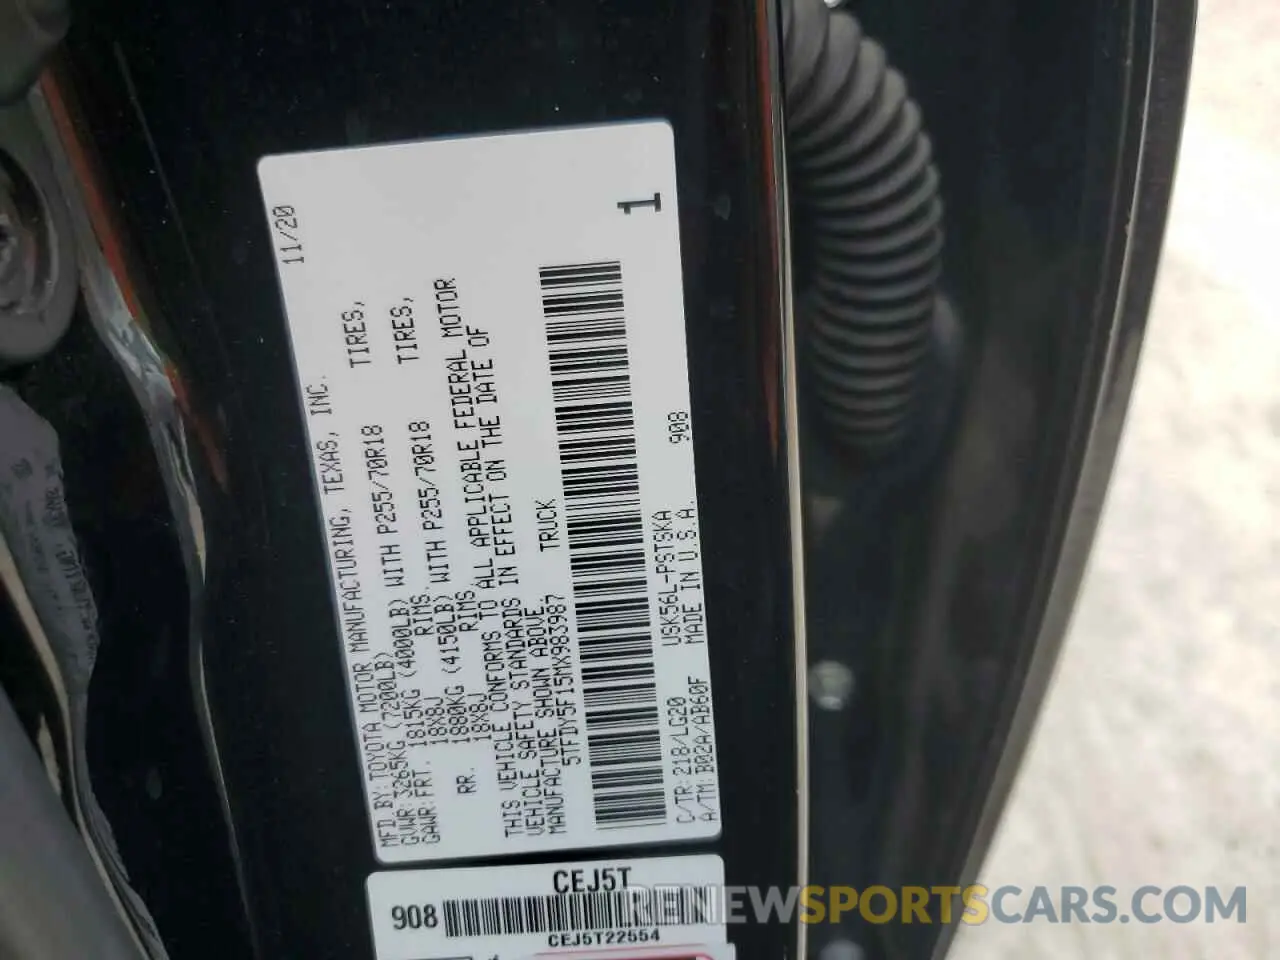 11/20
MFD.BY:TOYOTA MOTOR MANUFACTURING, TEXAS, INC.
GVWR:3265KG (7200LB)
GAWR:FRT. 1815KG (4000LB) WITH P255/70R18 TIRES,
18X8J RIMS.
RR. 1880KG (4150LB) WITH P255/70R18 TIRES,
18X8J RIMS
THIS VEHICLE CONFORMS TO ALL APPLICABLE FEDERAL MOTOR
VEHICLE SAFETY STANDARDS IN EFFECT ON THE DATE OF
MANUFACTURE SHOWN ABOVE.
5TFDY5F15MX983987 TRUCK
1
C/TR:218/LG20 USK56L-PSTSKA 908
A/TM:B02A/AB60F MADE IN U.S.A.
CEJ5T
908
CEJ5T22554
RENEWSPORTSCARS.COM